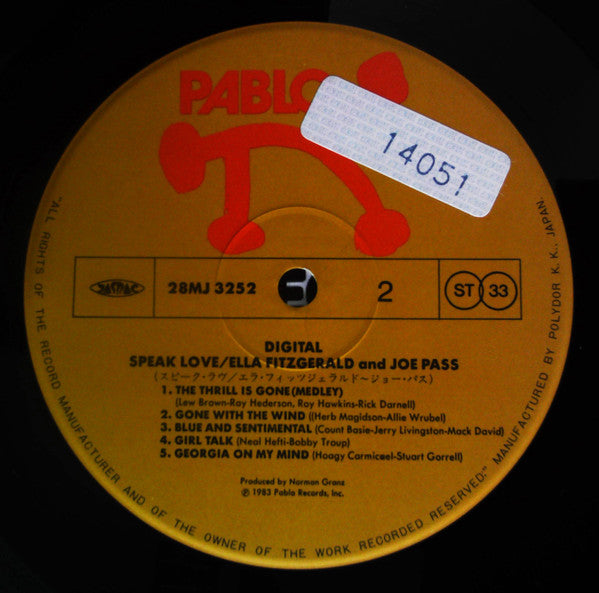 PABLO
14051
JASRAC
28MJ 3252
2
ST 33
DIGITAL
SPEAK LOVE/ELLA FITZGERALD and JOE PASS
(スピーク・ラヴ/エラ・フィッツジェラルド〜ジョー・パス)
1. THE THRILL IS GONE(MEDLEY)
(Lew Brown-Ray Hederson, Ray Hawkins-Rick Darnell)
2. GONE WITH THE WIND ((Herb Magidson-Allie Wrubel)
3. BLUE AND SENTIMENTAL (Count Basie-Jerry Livingston-Mack David)
4. GIRL TALK (Neal Hefti-Bobby Troup)
5. GEORGIA ON MY MIND (Hoagy Carmicael-Stuart Gorrell)
Produced by Norman Granz
℗ 1983 Pablo Records, Inc.
"ALL RIGHTS OF THE RECORD MANUFACTURER AND OF THE OWNER OF THE WORK RECORDED RESERVED." MANUFACTURED BY POLYDOR K. K., JAPAN.